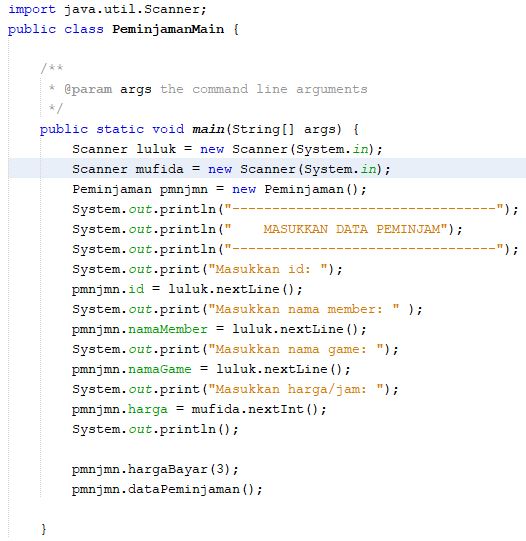 import java.util.Scanner;
public class PeminjamanMain {
/**
* @param args the command line arguments
*/
public static void main(String[] args) {
Scanner luluk = new Scanner(System.in);
Scanner mufida = new Scanner(System.in);
Peminjaman pmnjmn = new Peminjaman();
System.out.println("---------------------------------");
System.out.println("    MASUKKAN DATA PEMINJAM");
System.out.println("---------------------------------");
System.out.print("Masukkan id: ");
pmnjmn.id = luluk.nextLine();
System.out.print("Masukkan nama member: " );
pmnjmn.namaMember = luluk.nextLine();
System.out.print("Masukkan nama game: ");
pmnjmn.namaGame = luluk.nextLine();
System.out.print("Masukkan harga/jam: ");
pmnjmn.harga = mufida.nextInt();
System.out.println();
pmnjmn.hargaBayar(3);
pmnjmn.dataPeminjaman();
}